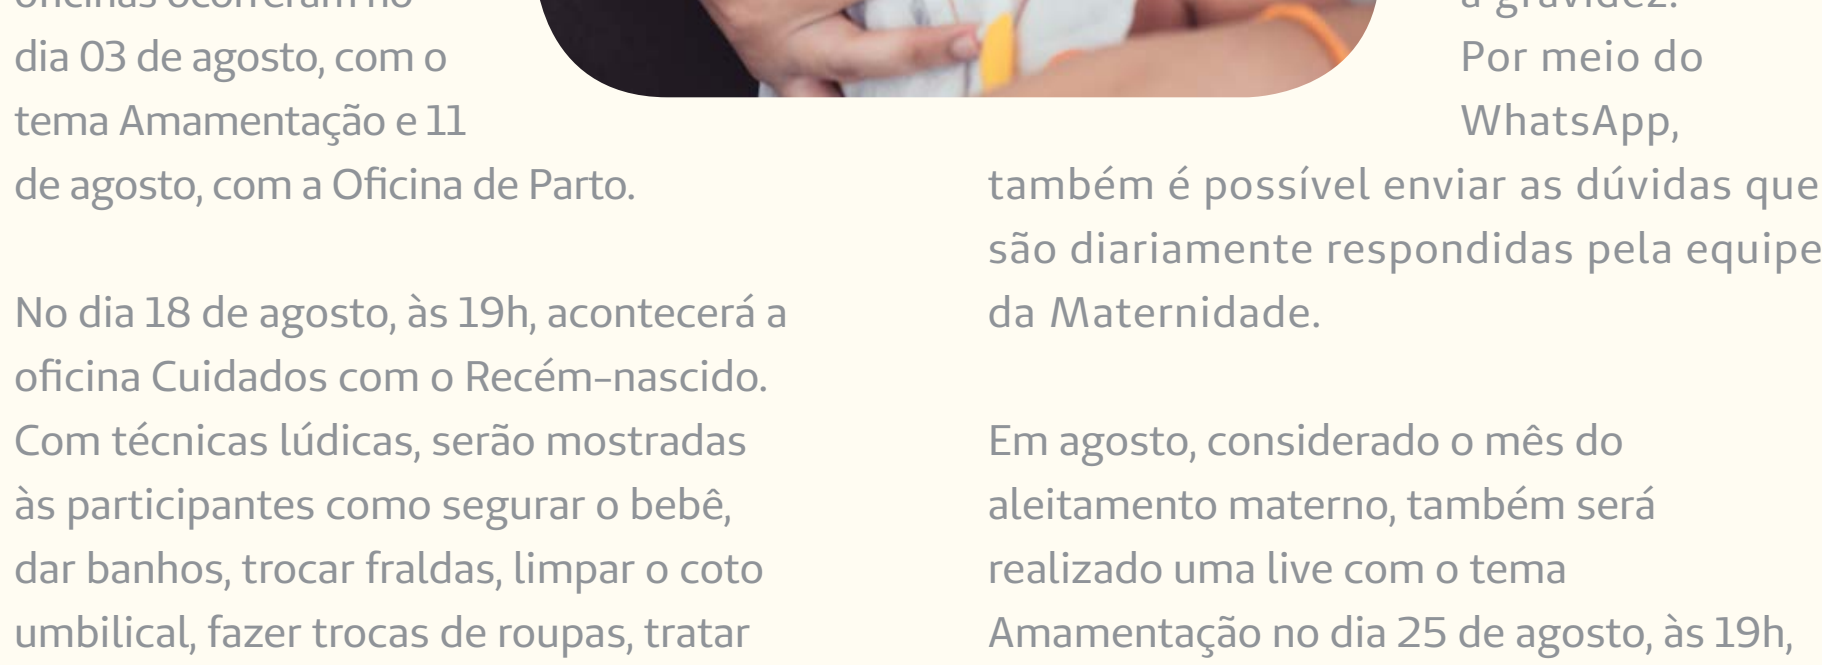 oficinas ocorreram no
dia 03 de agosto, com o
tema Amamentação e 11
de agosto, com a Oficina de Parto.
No dia 18 de agosto, às 19h, acontecerá a
oficina Cuidados com o Recém-nascido.
Com técnicas lúdicas, serão mostradas
às participantes como segurar o bebê,
dar banhos, trocar fraldas, limpar o coto
umbilical, fazer trocas de roupas, tratar
a gravidez.
Por meio do
WhatsApp,
também é possível enviar as dúvidas que
são diariamente respondidas pela equipe
da Maternidade.
Em agosto, considerado o mês do
aleitamento materno, também será
realizado uma live com o tema
Amamentação no dia 25 de agosto, às 19h,